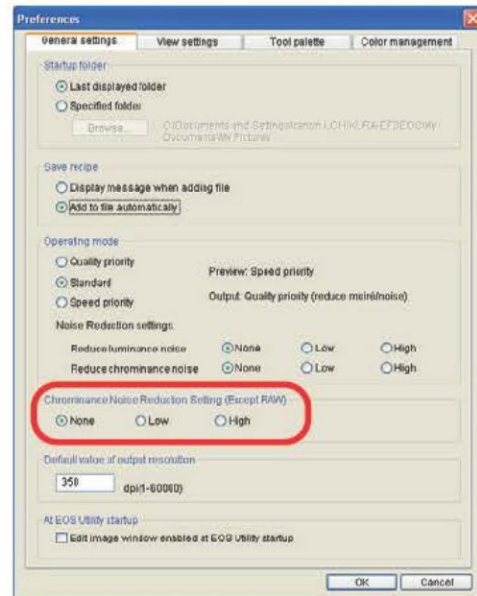 Preferences
General settings View settings Tool palette Color management
Startup folder
Last displayed folder
Specified folder
Browse...
Documents\My Pictures
Save recipe
Display message when adding file
Add to file automatically
Operating mode
Quality priority
Preview: Speed priority
Standard
Output: Quality priority (reduce moiré/noise)
Speed priority
Noise Reduction settings
Reduce luminance noise None Low High
Reduce chrominance noise None Low High
Chrominance Noise Reduction Setting (Except RAW)
None Low High
Default value of output resolution
350 dpi(1-60000)
At EOS Utility startup
Edit image window enabled at EOS Utility startup
OK Cancel